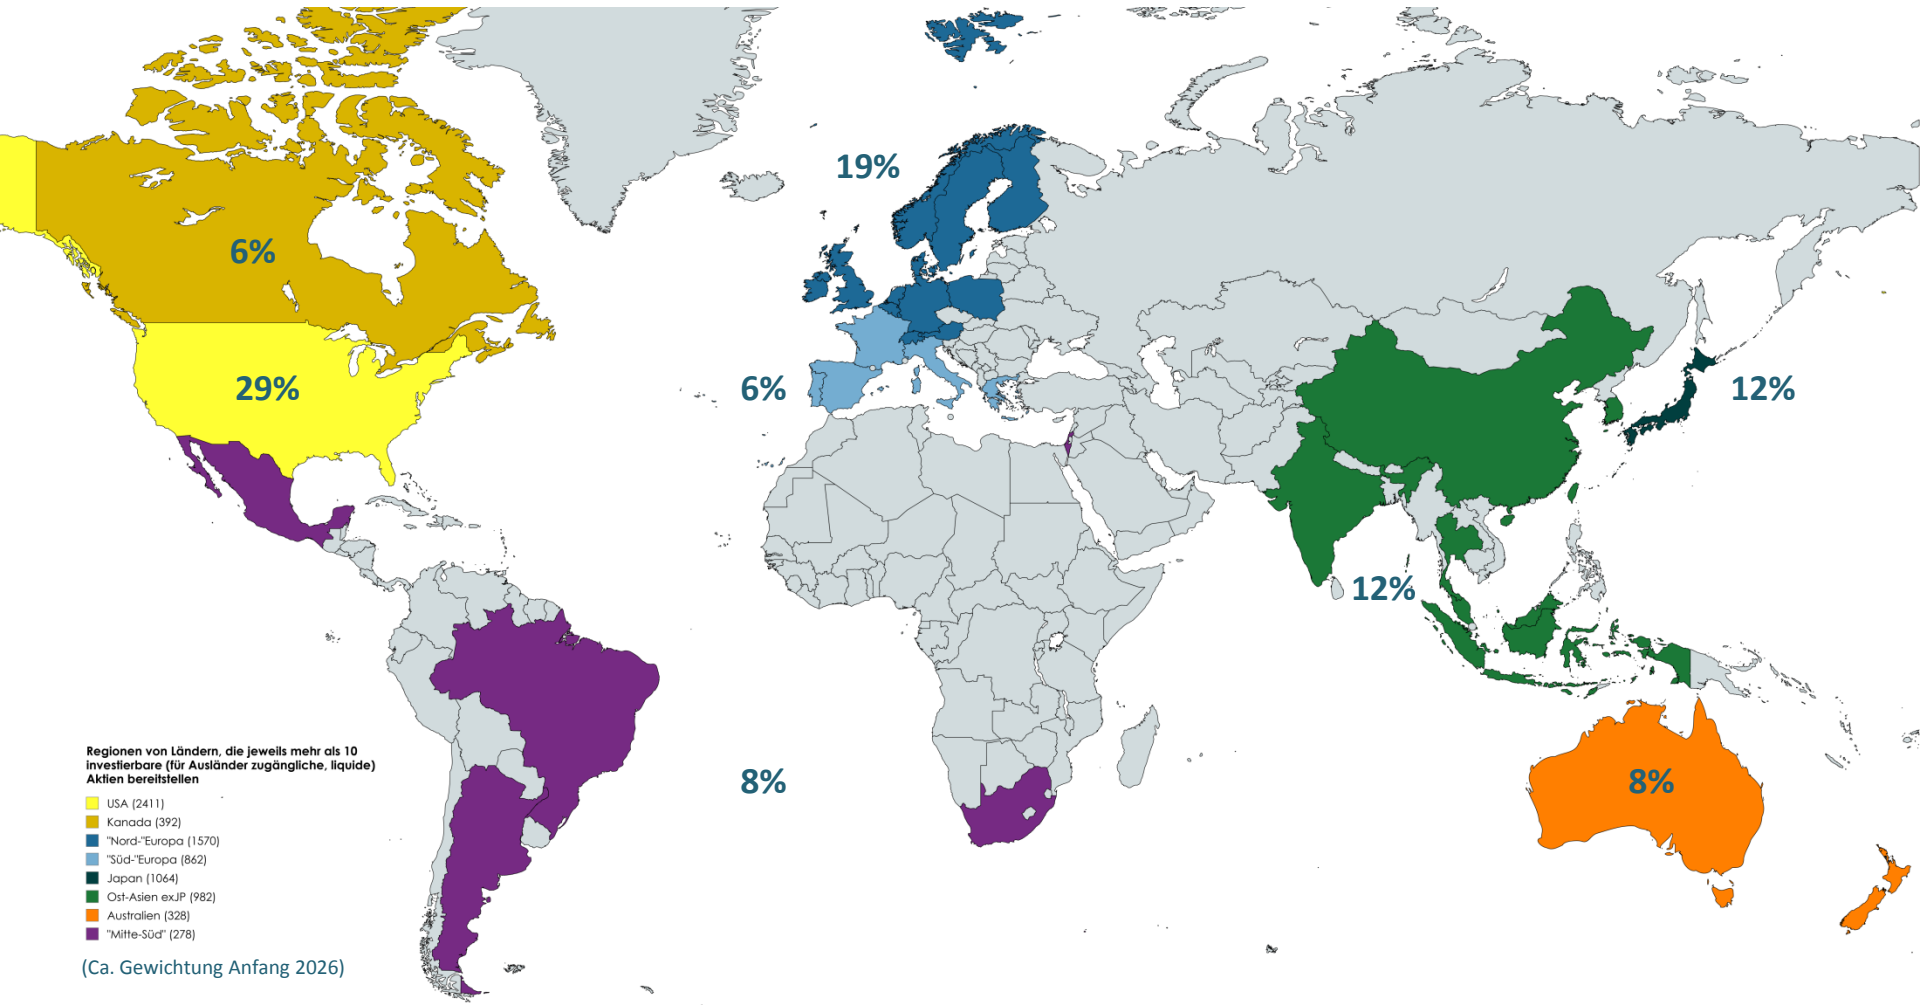 19%
6%
29%
6%
12%
12%
8%
8%
Regionen von Ländern, die jeweils mehr als 10
investierbare (für Ausländer zugängliche, liquide)
Aktien bereitstellen
USA (2411)
Kanada (392)
"Nord-"Europa (1570)
"Süd-"Europa (862)
Japan (1064)
Ost-Asien exJP (982)
Australien (328)
"Mitte-Süd" (278)
(Ca. Gewichtung Anfang 2026)